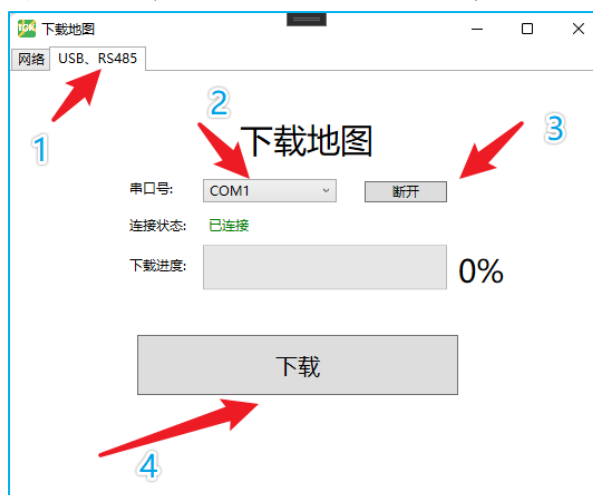 下载地图
网络 USB、RS485
1
2
3
下载地图
串口号: COM1 断开
连接状态: 已连接
下载进度: 0%
下载
4